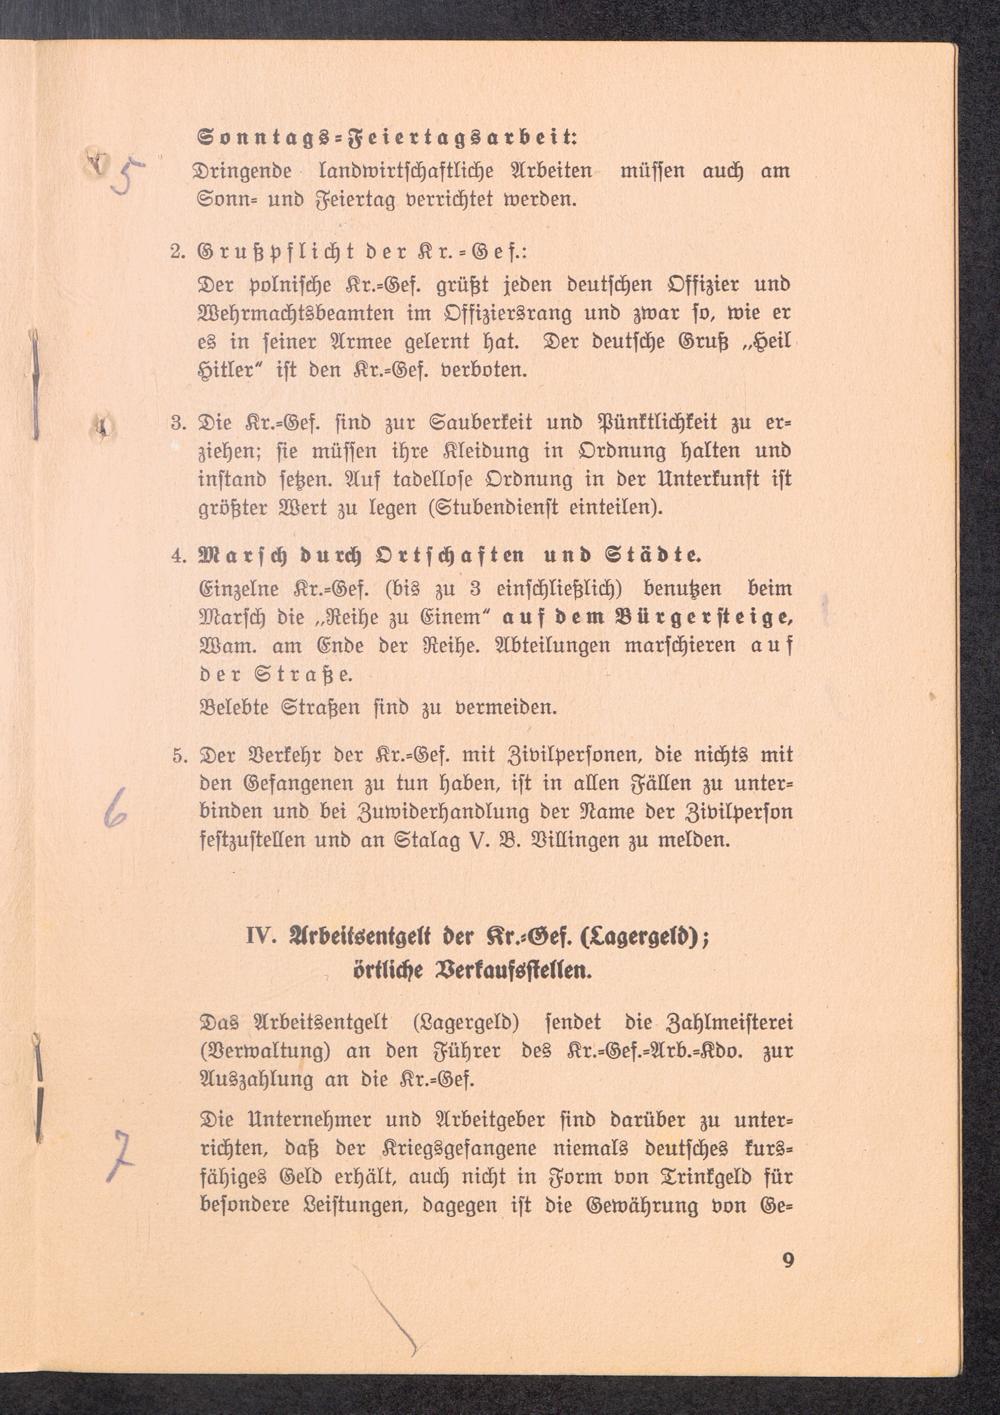 Sonntags-Feiertagsarbeit:
5
Dringende landwirtschaftliche Arbeiten müssen auch am
Sonn- und Feiertag verrichtet werden.
2. Grußpflicht der Kr.-Gef.:
Der polnische Kr.-Gef. grüßt jeden deutschen Offizier und
Wehrmachtsbeamten im Offiziersrang und zwar so, wie er
es in seiner Armee gelernt hat. Der deutsche Gruß „Heil
Hitler“ ist den Kr.-Gef. verboten.
3. Die Kr.-Gef. sind zur Sauberkeit und Pünktlichkeit zu er-
ziehen; sie müssen ihre Kleidung in Ordnung halten und
instand setzen. Auf tadellose Ordnung in der Unterkunft ist
größter Wert zu legen (Stubendienst einteilen).
4. Marsch durch Ortschaften und Städte.
Einzelne Kr.-Gef. (bis zu 3 einschließlich) benutzen beim
Marsch die „Reihe zu Einem“ auf dem Bürgersteige,
Wam. am Ende der Reihe. Abteilungen marschieren auf
der Straße.
Belebte Straßen sind zu vermeiden.
5. Der Verkehr der Kr.-Gef. mit Zivilpersonen, die nichts mit
den Gefangenen zu tun haben, ist in allen Fällen zu unter-
6
binden und bei Zuwiderhandlung der Name der Zivilperson
festzustellen und an Stalag V. B. Villingen zu melden.
IV. Arbeitsentgelt der Kr.-Gef. (Lagergeld);
örtliche Verkaufsstellen.
Das Arbeitsentgelt (Lagergeld) sendet die Zahlmeisterei
(Verwaltung) an den Führer des Kr.-Gef.-Arb.-Kdo. zur
Auszahlung an die Kr.-Gef.
Die Unternehmer und Arbeitgeber sind darüber zu unter-
7
richten, daß der Kriegsgefangene niemals deutsches kurs-
fähiges Geld erhält, auch nicht in Form von Trinkgeld für
besondere Leistungen, dagegen ist die Gewährung von Ge-
9